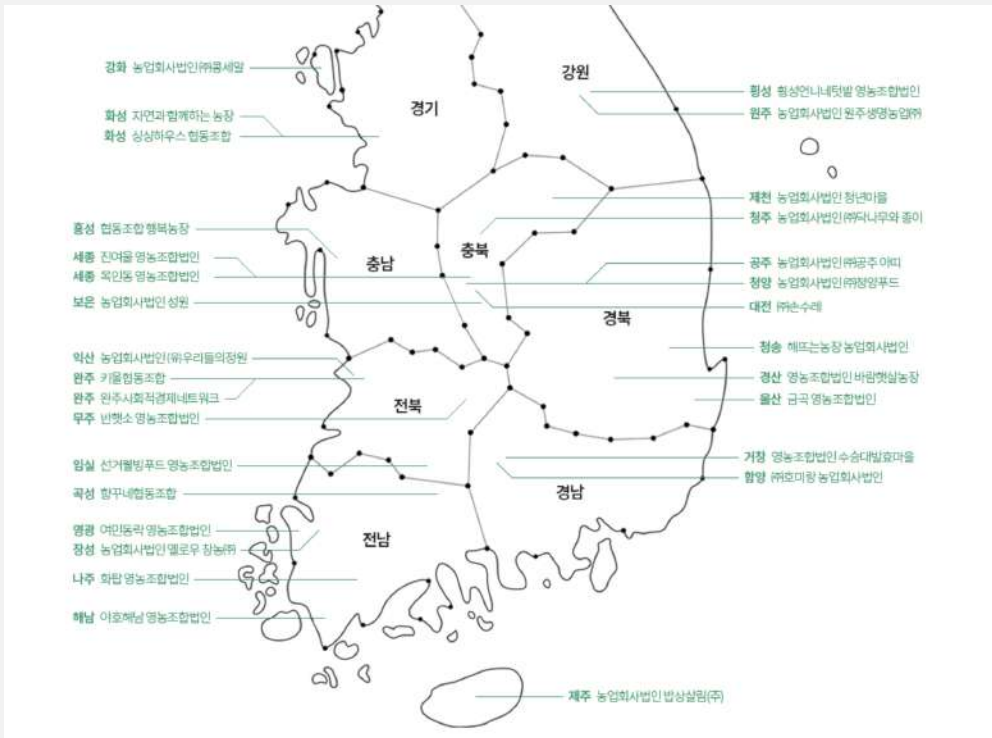 강원
경기
충북
충남
경북
전북
경남
전남
강화 농업회사법인㈜콩세알
화성 자연과 함께하는 농장
화성 싱싱하우스 협동조합
홍성 협동조합 행복농장
세종 진여울 영농조합법인
세종 옥인동 영농조합법인
보은 농업회사법인 성원
익산 농업회사법인(유)우리들의정원
완주 키울협동조합
완주 완주사회적경제네트워크
무주 반햇소 영농조합법인
임실 선거웰빙푸드 영농조합법인
곡성 항꾸네협동조합
영광 여민동락 영농조합법인
장성 농업회사법인 옐로우 창농㈜
나주 화탑 영농조합법인
해남 야호해남 영농조합법인
횡성 횡성언니네텃밭 영농조합법인
원주 농업회사법인 원주생명농업㈜
제천 농업회사법인 청년마을
청주 농업회사법인 ㈜닥나무와 종이
공주 농업회사법인 ㈜공주 아띠
청양 농업회사법인 ㈜청양푸드
대전 ㈜손수레
청송 해뜨는농장 농업회사법인
경산 영농조합법인 바람햇살농장
울산 금곡 영농조합법인
거창 영농조합법인 수승대발효마을
함양 ㈜호미랑 농업회사법인
제주 농업회사법인 밥상살림(주)